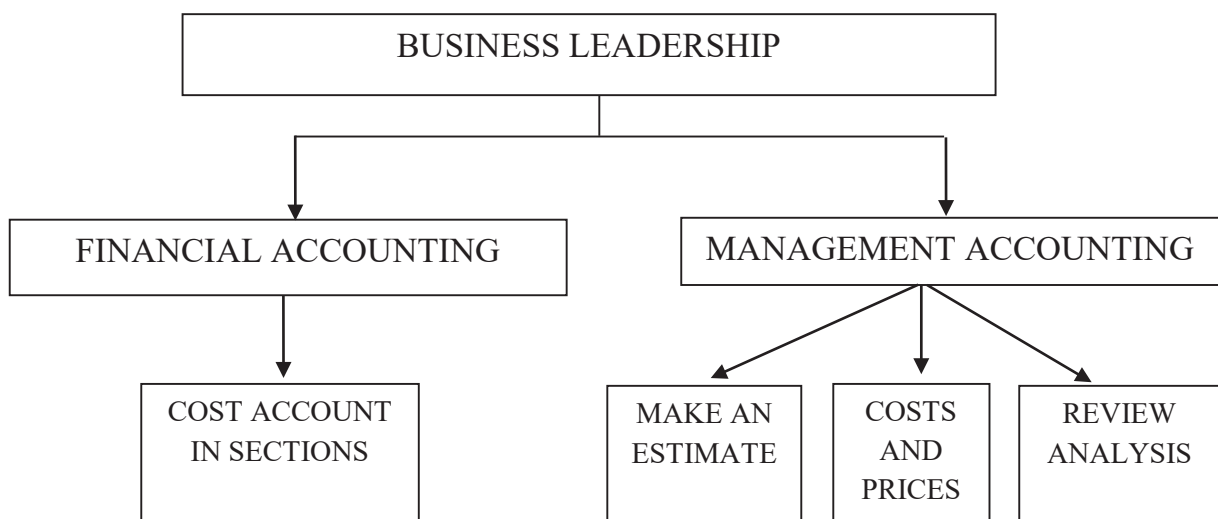 BUSINESS LEADERSHIP
FINANCIAL ACCOUNTING
MANAGEMENT ACCOUNTING
COST ACCOUNT
IN SECTIONS
MAKE AN
ESTIMATE
COSTS
AND
PRICES
REVIEW
ANALYSIS